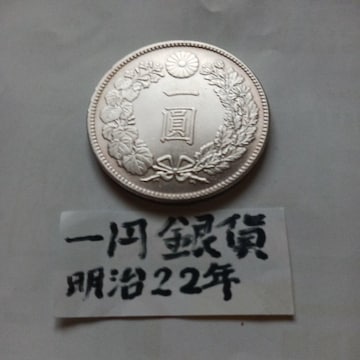 一圓
一円銀貨
明治22年